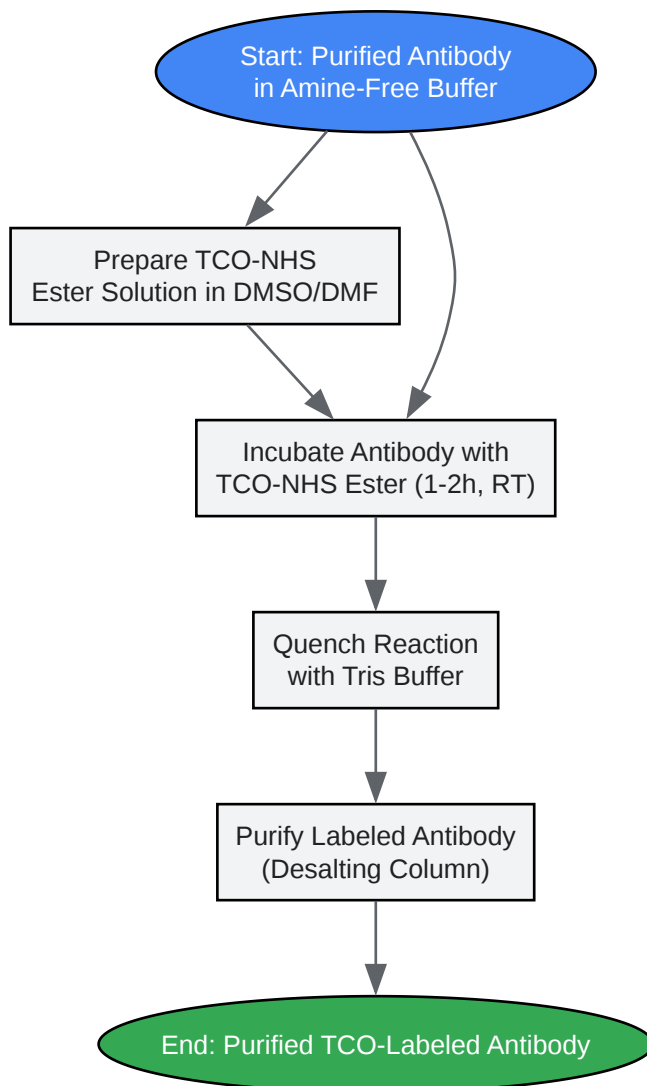 Start: Purified Antibody
in Amine-Free Buffer
Prepare TCO-NHS
Ester Solution in DMSO/DMF
Incubate Antibody with
TCO-NHS Ester (1-2h, RT)
Quench Reaction
with Tris Buffer
Purify Labeled Antibody
(Desalting Column)
End: Purified TCO-Labeled Antibody